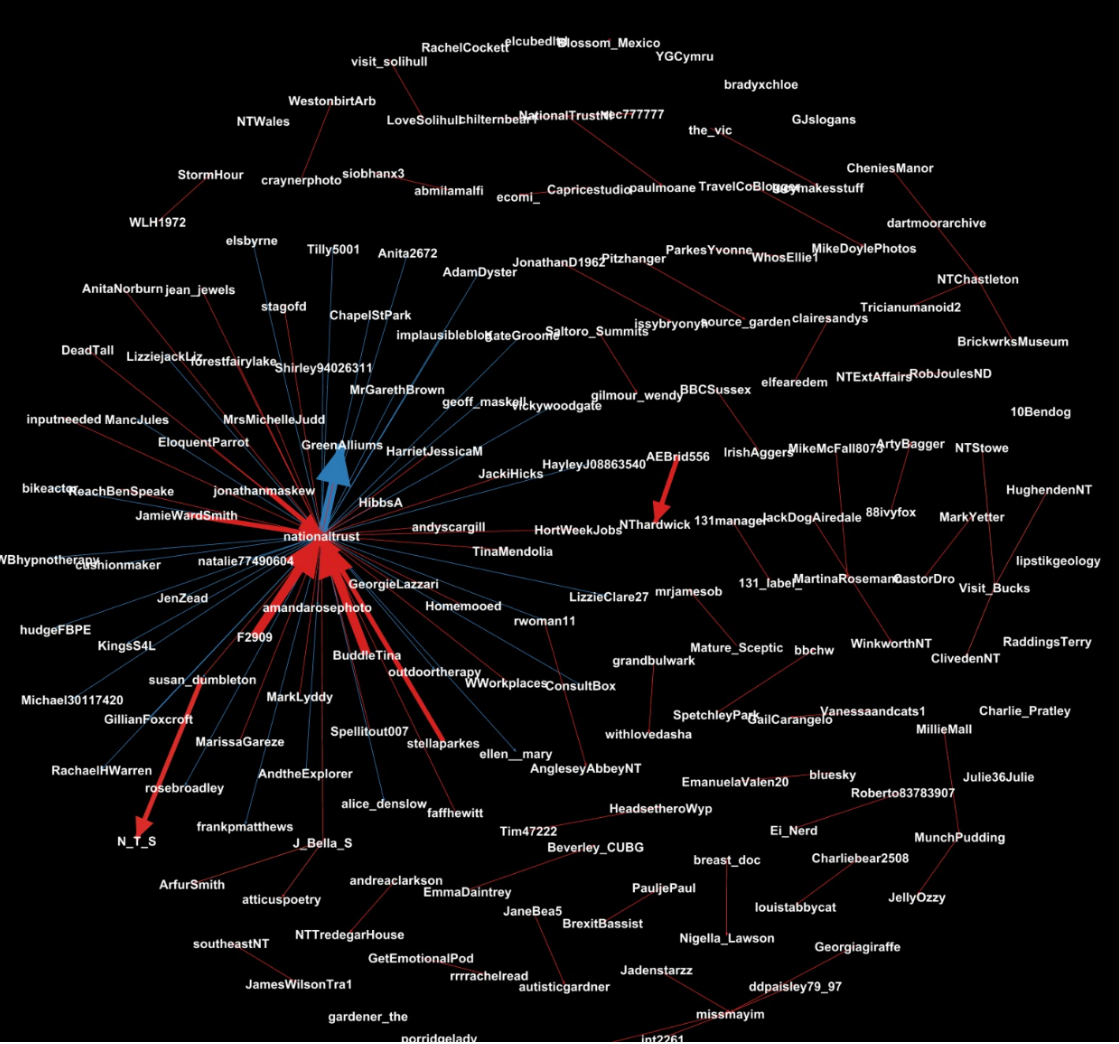 elcubedltd
Blossom_Mexico
RachelCockett
YGCymru
visit_solihull
bradyxchloe
WestonbirtArb
NTWales
LoveSolihull
chilternbear1
the_vic
GJslogans
CheniesManor
StormHour
siobhanx3
craynerphoto
abmilamalfi
ecomi_
Capricestudio
paulmoane
TravelCoBlogger
WLH1972
dartmoorarchive
elsbyrne
Tilly5001
Anita2672
ParkesYvonne
WhosEllie1
MikeDoylePhotos
AdamDyster
JonathanD1962
Pitzhanger
NTChastleton
AnitaNorburn
jean_jewels
stagofd
ChapelStPark
Tricianumanoid2
implausibleblog
KateGroome
Saltoro_Summits
issybryonya
source_garden
clairesandys
BrickwrksMuseum
DeadTall
LizziejackLiz
forestfairylake
Shirley94026311
MrGarethBrown
gilmour_wendy
BBCSussex
elfearedem
NTExtAffairs
RobJoulesND
geoff_maskell
vickywoodgate
10Bendog
inputneeded
MancJules
MrsMichelleJudd
EloquentParrot
GreenAlliums
HarrietJessicaM
HayleyJ08863540
AEBrid556
IrishAggers
MikeMcFall8073
ArtyBagger
NTStowe
JackiHicks
bikeactor
ReachBenSpeake
jonathanmaskew
HibbsA
HughendenNT
JamieWardSmith
andyscargill
HortWeekJobs
NThardwick
131manager
JackDogAiredale
88ivyfox
MarkYetter
nationaltrust
TinaMendolia
WBhypnotherapy
cashionmaker
natalie77490604
GeorgieLazzari
131_label_
MartinaRosemand
CastorDro
Visit_Bucks
lipstikgeology
JenZead
amandarosephoto
Homemooed
LizzieClare27
mrjamesob
hudgeFBPE
KingsS4L
F2909
rwoman11
Mature_Sceptic
bbchw
WinkworthNT
ClivedenNT
RaddingsTerry
BuddleTina
grandbulwark
susan_dumbleton
outdoortherapy
WWorkplaces
ConsultBox
Michael30117420
MarkLyddy
GillianFoxcroft
SpetchleyPark
GailCarangelo
Vanessaandcats1
Charlie_Pratley
MarissaGareze
Spellitout007
stellaparkes
ellen__mary
withlovedasha
MillieMall
RachaelHWarren
AndtheExplorer
AngleseyAbbeyNT
EmanuelaValen20
bluesky
Julie36Julie
rosebroadley
alice_denslow
faffhewitt
HeadsetheroWyp
Roberto83783907
frankpmatthews
Tim47222
Ei_Nerd
MunchPudding
N_T_S
J_Bella_S
Beverley_CUBG
breast_doc
Charliebear2508
ArfurSmith
andreaclarkson
EmmaDaintrey
PauljePaul
atticuspoetry
JaneBea5
BrexitBassist
louistabbycat
JellyOzzy
southeastNT
NTTredegarHouse
Nigella_Lawson
Georgiagiraffe
GetEmotionalPod
rrrrachelread
Jadenstarzz
JamesWilsonTra1
autisticgardner
ddpaisley79_97
gardener_the
missmayim
porridgelady
int2261